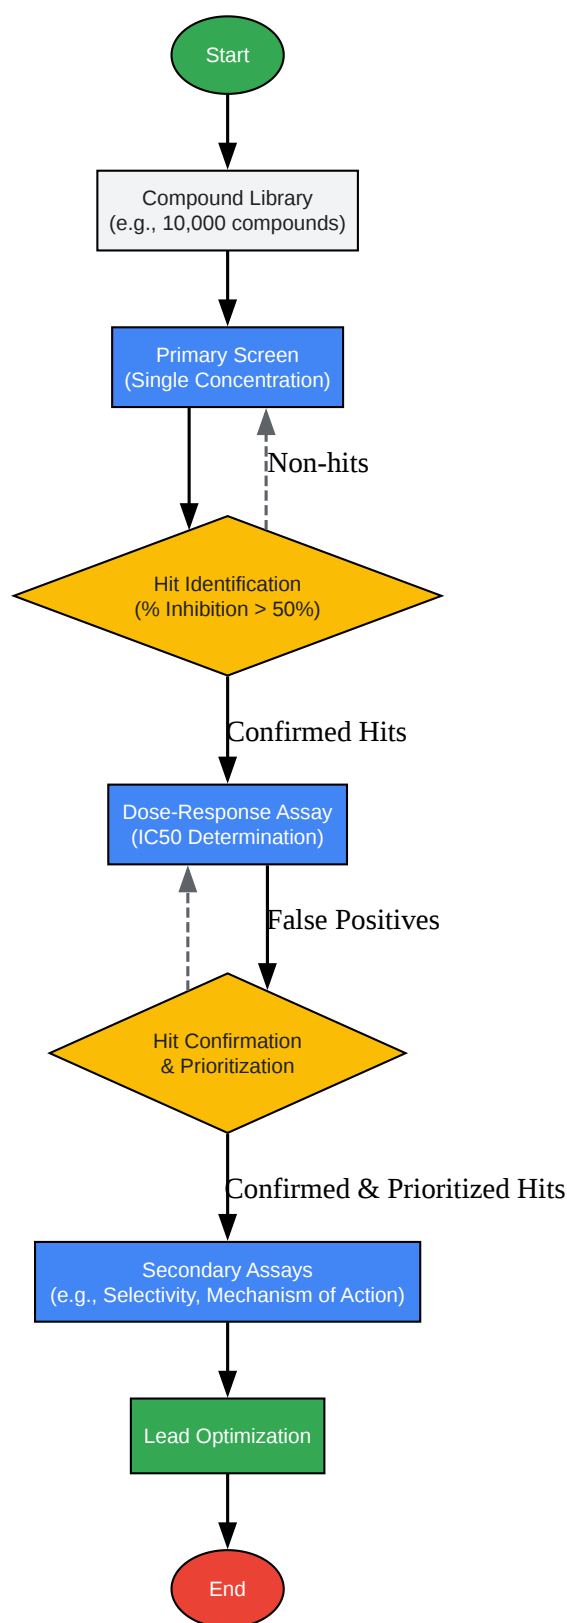 Start
Compound Library
(e.g., 10,000 compounds)
Primary Screen
(Single Concentration)
Non-hits
Hit Identification
(% Inhibition > 50%)
Confirmed Hits
Dose-Response Assay
(IC50 Determination)
False Positives
Hit Confirmation
& Prioritization
Confirmed & Prioritized Hits
Secondary Assays
(e.g., Selectivity, Mechanism of Action)
Lead Optimization
End